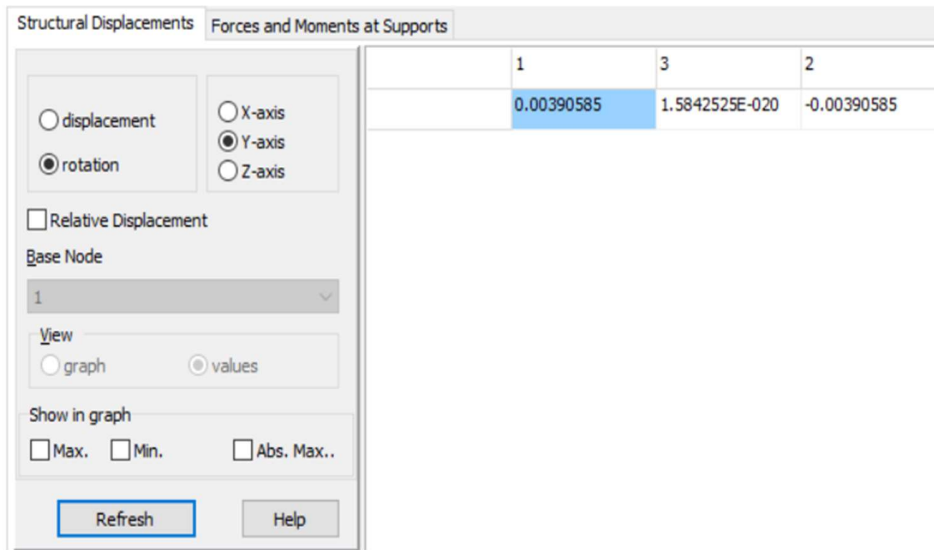 Structural Displacements Forces and Moments at Supports
displacement
rotation
X-axis
Y-axis
Z-axis
Relative Displacement
Base Node
1
View
graph values
Show in graph
Max. Min. Abs. Max..
Refresh Help
1 3 2
0.00390585 1.5842525E-020 -0.00390585